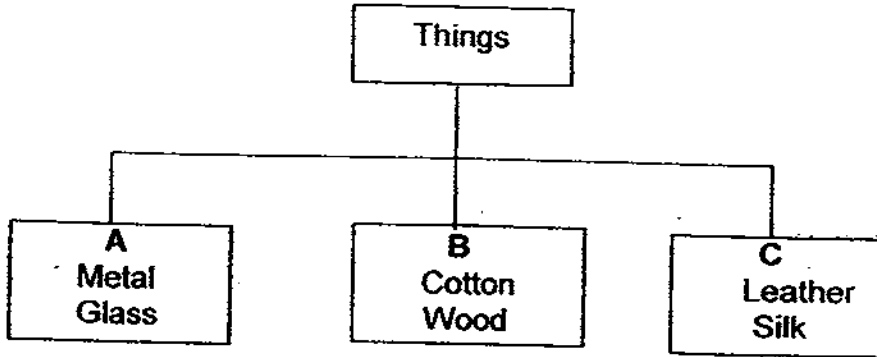 Things
A
Metal
Glass
B
Cotton
Wood
C
Leather
Silk